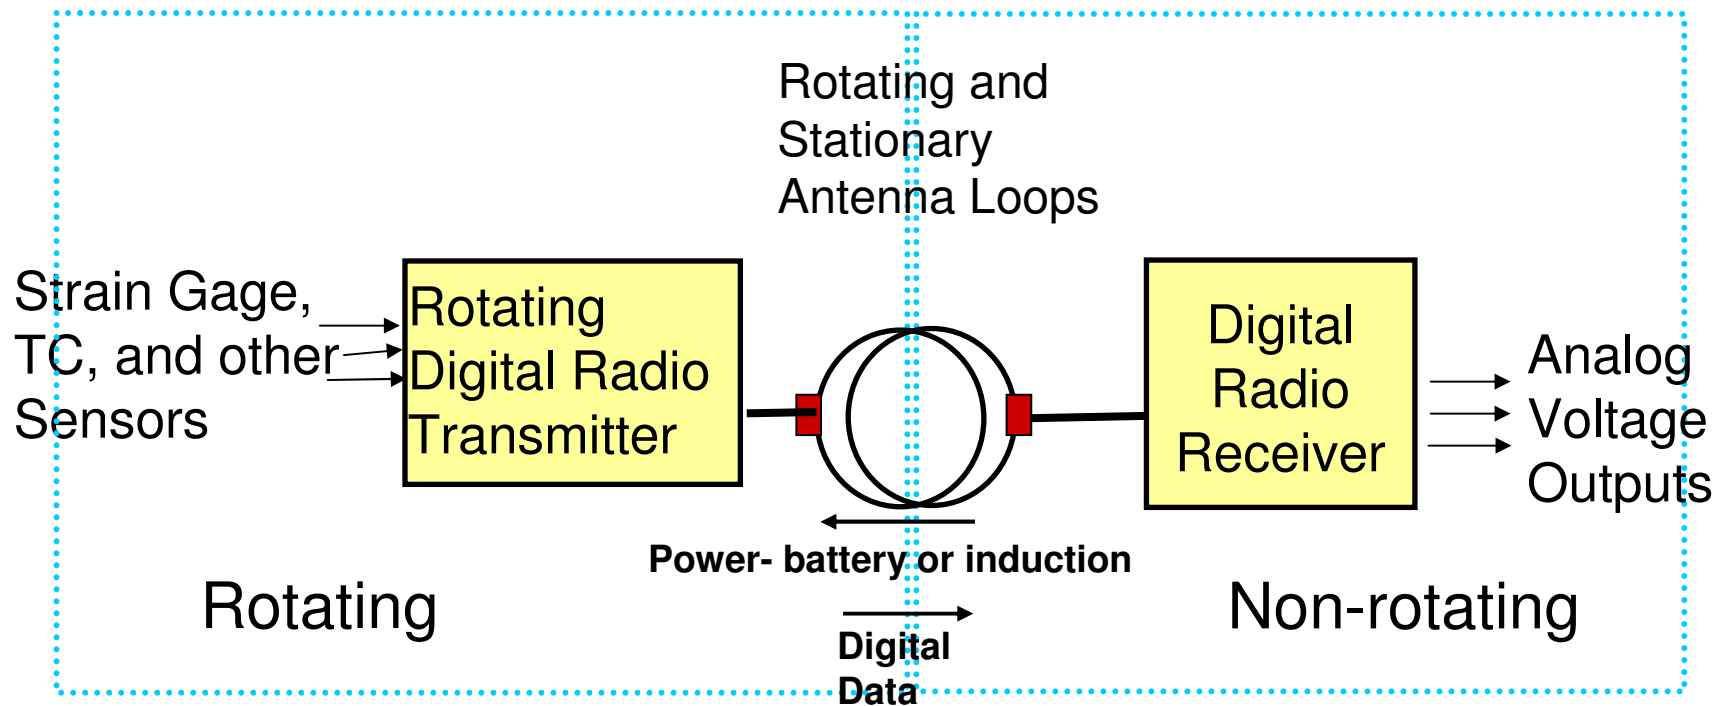 Rotating and
Stationary
Antenna Loops
Strain Gage,
TC, and other
Sensors
Rotating
Digital Radio
Transmitter
Digital
Radio
Receiver
Analog
Voltage
Outputs
Power- battery or induction
Rotating
Non-rotating
Digital
Data